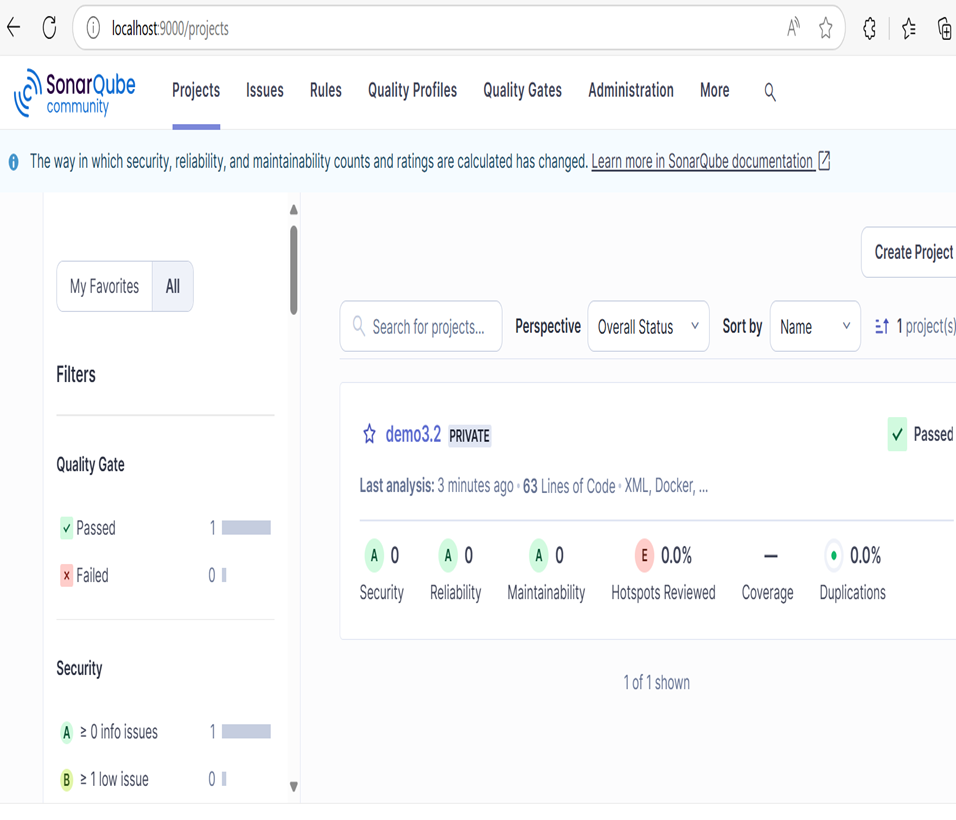 localhost:9000/projects
SonarQube community
Projects Issues Rules Quality Profiles Quality Gates Administration More
The way in which security, reliability, and maintainability counts and ratings are calculated has changed. Learn more in SonarQube documentation
Create Project
My Favorites All
Search for projects... Perspective Overall Status Sort by Name 1 project(s)
Filters
Quality Gate
Passed 1
Failed 0
Security
A ≥ 0 info issues 1
B ≥ 1 low issue 0
demo3.2 PRIVATE Passed
Last analysis: 3 minutes ago • 63 Lines of Code • XML, Docker, ...
A 0 A 0 A 0 E 0.0% — 0.0%
Security Reliability Maintainability Hotspots Reviewed Coverage Duplications
1 of 1 shown